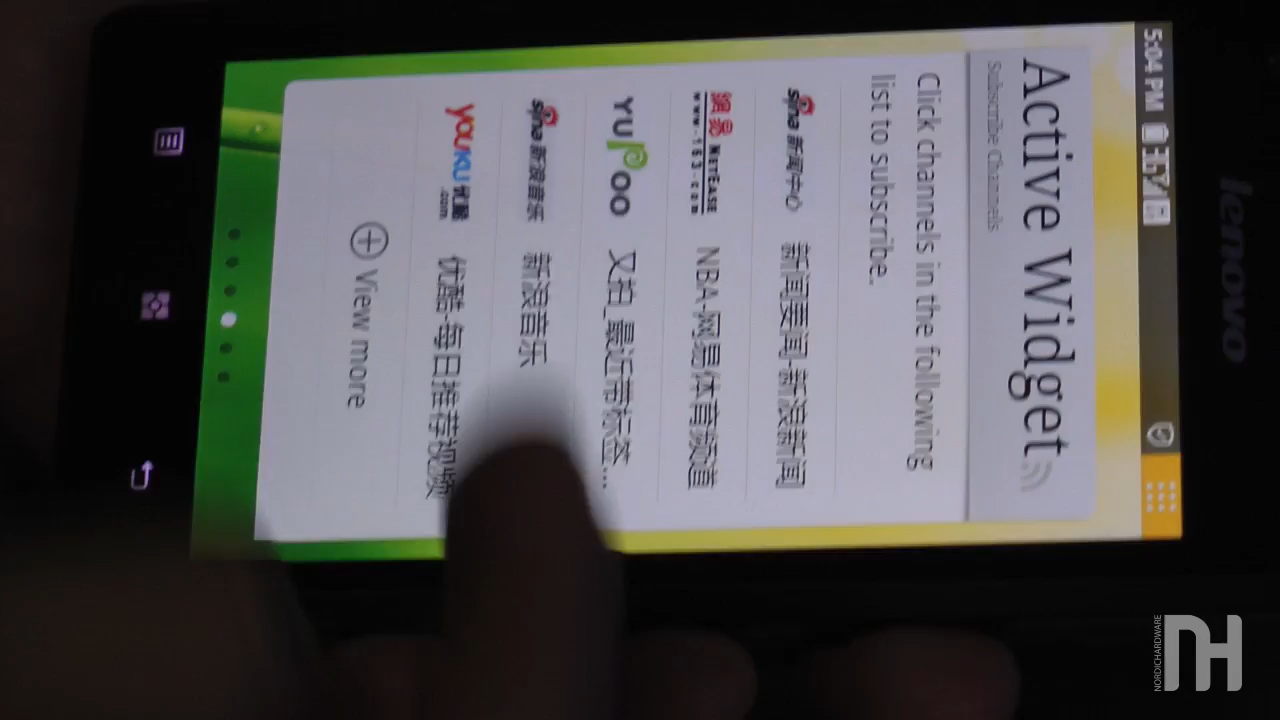 lenovo
5:04 PM
Active Widget
Subscribe Channels
Click channels in the following
list to subscribe.
sina 新闻中心 新闻要闻-新浪新闻
網易 NETEASE
www.163.com
NBA-网易体育频道
YUPOO 又拍_最近带标签...
sina 新浪音乐 新浪音乐
YOUKU 优酷
.com
优酷-每日推荐视频
View more
NORDICHARDWARE
NH